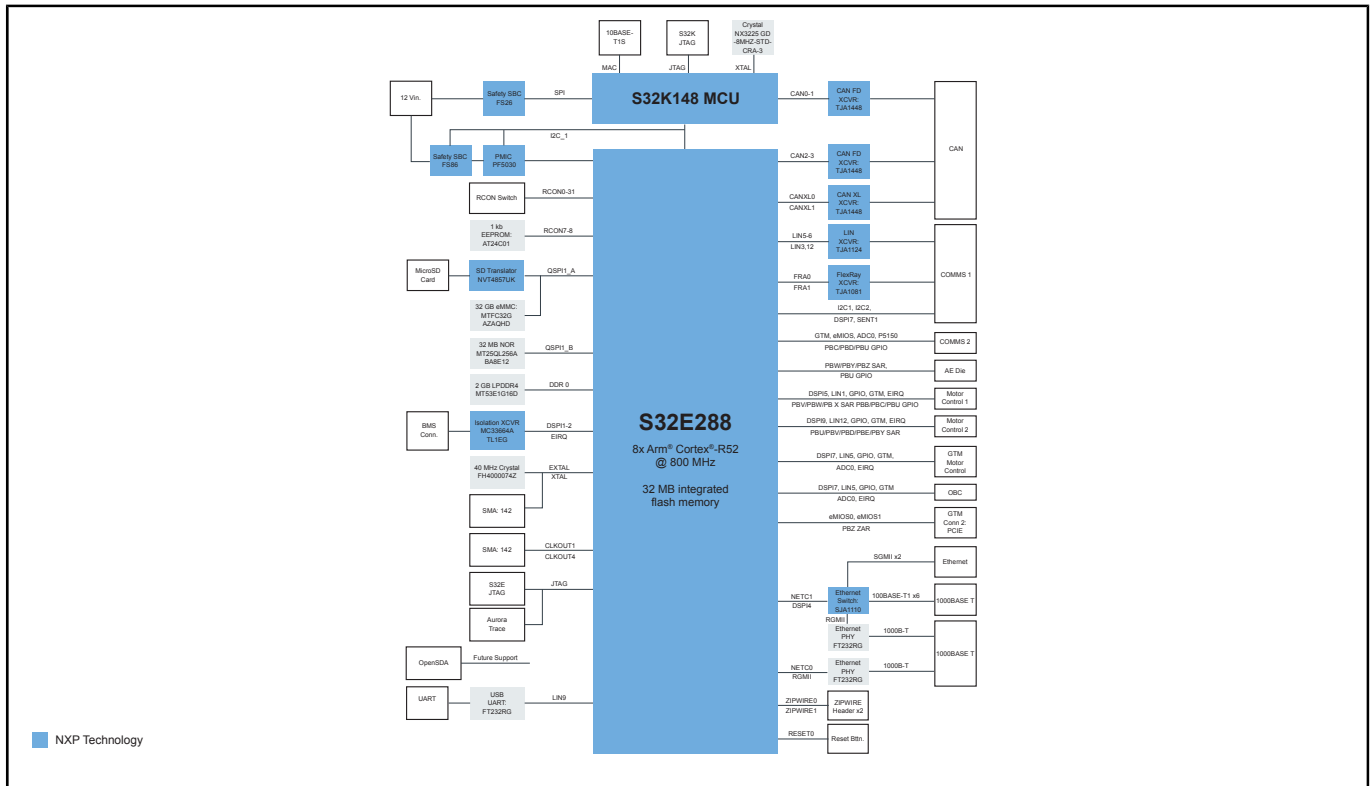 10BASE-
T1S
S32K
JTAG
Crystal
NX3225 GD
-8MHZ-STD-
CRA-3
MAC
JTAG
XTAL
12 Vin.
Safety SBC
FS26
SPI
S32K148 MCU
CAN0-1
CAN FD
XCVR:
TJA1448
CAN
I2C_1
Safety SBC
FS86
PMIC
PF5030
CAN2-3
CAN FD
XCVR:
TJA1448
RCON Switch
RCON0-31
CANXL0
CANXL1
CAN XL
XCVR:
TJA1448
1 kb
EEPROM:
AT24C01
RCON7-8
LIN5-6
LIN3,12
LIN
XCVR:
TJA1124
COMMS 1
MicroSD
Card
SD Translator
NVT4857UK
QSPI1_A
FRA0
FRA1
FlexRay
XCVR:
TJA1081
32 GB eMMC:
MTFC32G
AZAQHD
I2C1, I2C2,
DSPI7, SENT1
32 MB NOR
MT25QL256A
BA8E12
QSPI1_B
GTM, eMIOS, ADC0, P5150
PBC/PBD/PBU GPIO
COMMS 2
PBW/PBY/PBZ SAR,
PBU GPIO
AE Die
2 GB LPDDR4
MT53E1G16D
DDR 0
DSPI5, LIN1, GPIO, GTM, EIRQ
PBV/PBW/PB X SAR PBB/PBC/PBU GPIO
Motor
Control 1
BMS
Conn.
Isolation XCVR
MC33664A
TL1EG
DSPI1-2
EIRQ
S32E288
8x Arm® Cortex®-R52
@ 800 MHz
32 MB integrated
flash memory
DSPI9, LIN12, GPIO, GTM, EIRQ
PBU/PBV/PBD/PBE/PBY SAR
Motor
Control 2
40 MHz Crystal
FH4000074Z
EXTAL
XTAL
DSPI7, LIN5, GPIO, GTM,
ADC0, EIRQ
GTM
Motor
Control
SMA: 142
DSPI7, LIN5, GPIO, GTM
ADC0, EIRQ
OBC
eMIOS0, eMIOS1
PBZ ZAR
GTM
Conn 2:
PCIE
SMA: 142
CLKOUT1
CLKOUT4
SGMII x2
Ethernet
S32E
JTAG
JTAG
NETC1
DSPI4
Ethernet
Switch:
SJA1110
100BASE-T1 x6
1000BASE T
Aurora
Trace
RGMII
Ethernet
PHY
FT232RG
1000B-T
1000BASE T
OpenSDA
Future Support
NETC0
RGMII
Ethernet
PHY
FT232RG
1000B-T
UART
USB
UART:
FT232RG
LIN9
ZIPWIRE0
ZIPWIRE1
ZIPWIRE
Header x2
RESET0
Reset Bttn.
NXP Technology